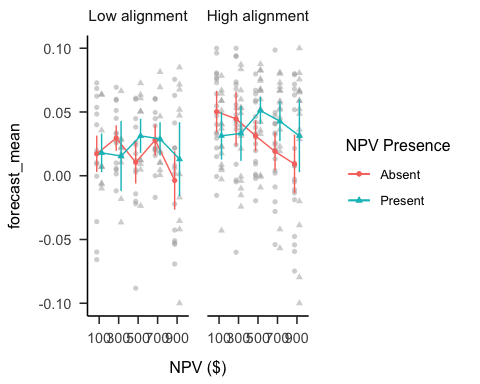 Low alignment High alignment
0.10
0.05
0.00
-0.05
-0.10
forecast_mean
100 300 500 700 900 100 300 500 700 900
NPV ($)
NPV Presence
Absent
Present